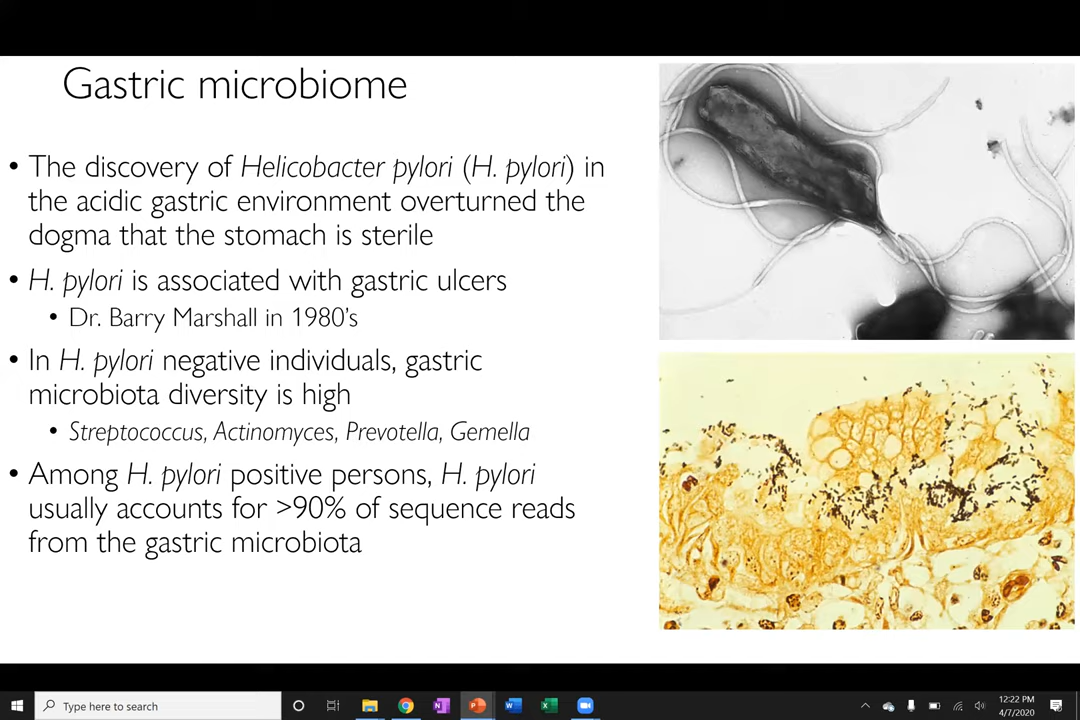 Gastric microbiome
• The discovery of Helicobacter pylori (H. pylori) in
the acidic gastric environment overturned the
dogma that the stomach is sterile
• H. pylori is associated with gastric ulcers
• Dr. Barry Marshall in 1980's
• In H. pylori negative individuals, gastric
microbiota diversity is high
• Streptococcus, Actinomyces, Prevotella, Gemella
• Among H. pylori positive persons, H. pylori
usually accounts for >90% of sequence reads
from the gastric microbiota
Type here to search
12:22 PM
4/7/2020